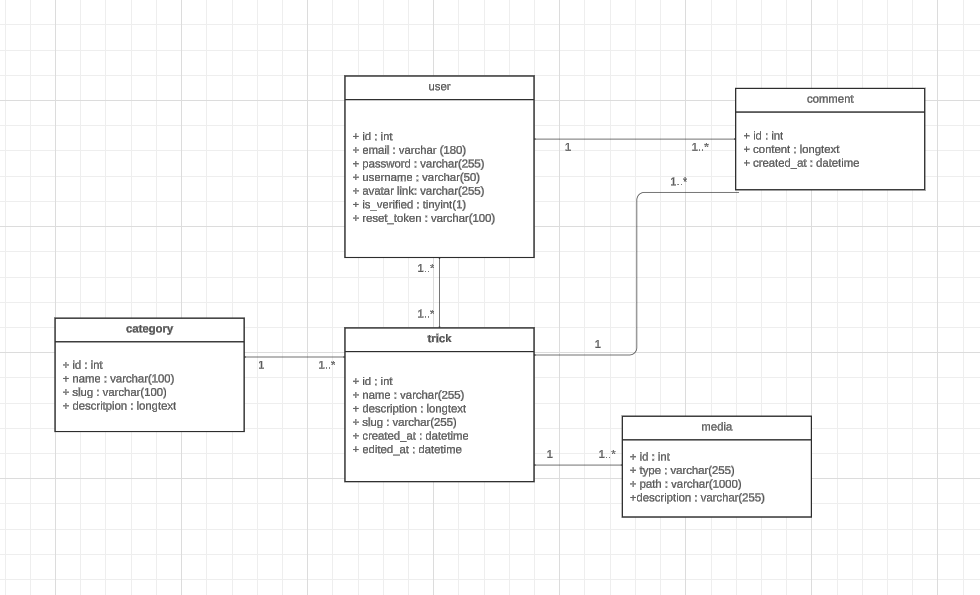 user
+ id : int
+ email : varchar (180)
+ password : varchar(255)
+ username : varchar(50)
+ avatar link: varchar(255)
+ is_verified : tinyint(1)
+ reset_token : varchar(100)
comment
+ id : int
+ content : longtext
+ created_at : datetime
1
1..*
1..*
1..*
1..*
1
category
+ id : int
+ name : varchar(100)
+ slug : varchar(100)
+ descritpion : longtext
1
1..*
trick
+ id : int
+ name : varchar(255)
+ description : longtext
+ slug : varchar(255)
+ created_at : datetime
+ edited_at : datetime
1
1..*
media
+ id : int
+ type : varchar(255)
+ path : varchar(1000)
+description : varchar(255)